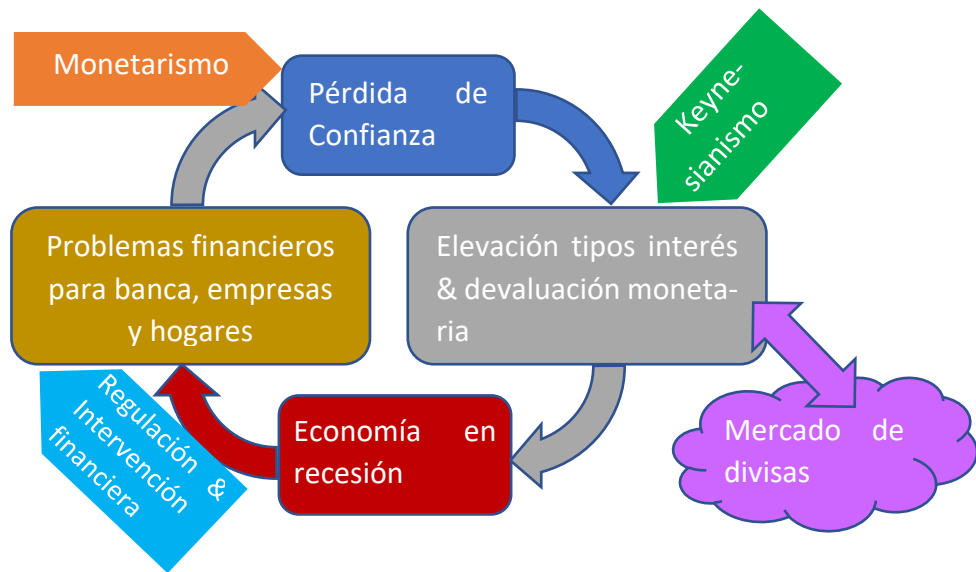 Monetarismo
Pérdida de
Confianza
Keyne-
sianismo
Problemas financieros
para banca, empresas
y hogares
Elevación tipos interés
& devaluación moneta-
ria
Regulación &
Intervención
financiera
Economía en
recesión
Mercado de
divisas